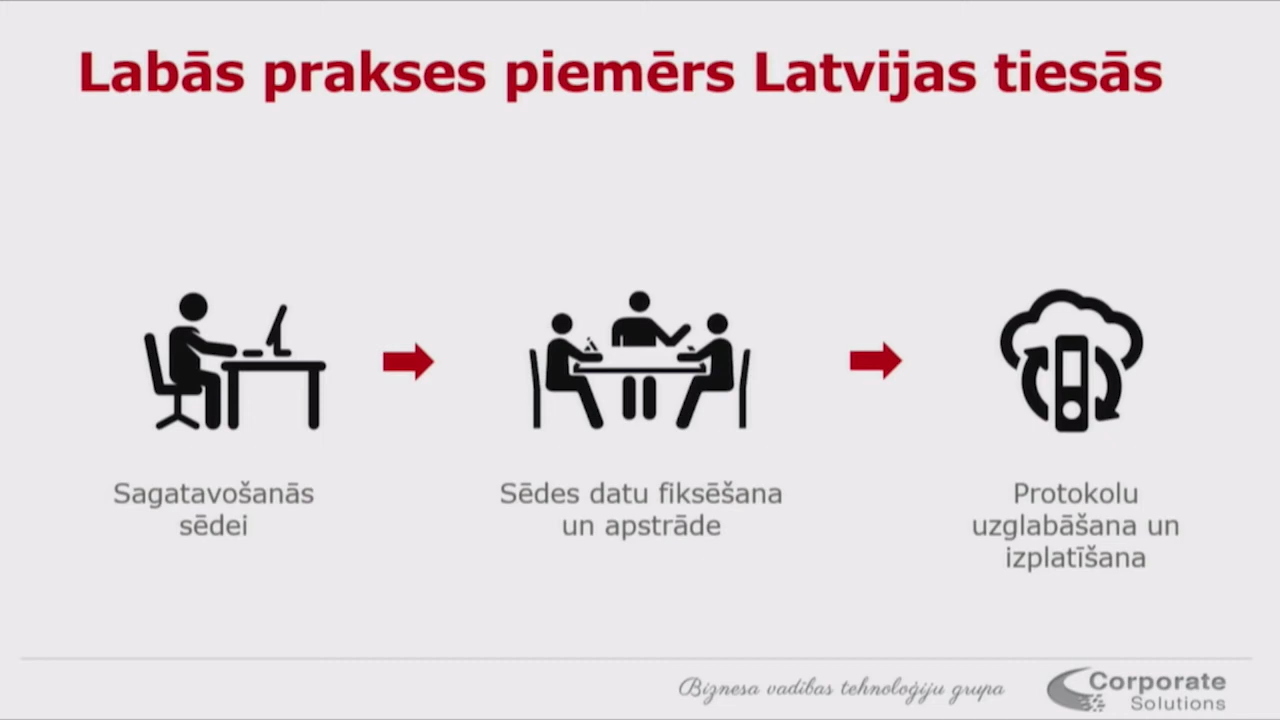 Labās prakses piemērs Latvijas tiesās
Sagatavošanās
sēdei
Sēdes datu fiksēšana
un apstrāde
Protokolu
uzglabāšana un
izplatīšana
Biznesa vadības tehnoloģiju grupa
Corporate
Solutions